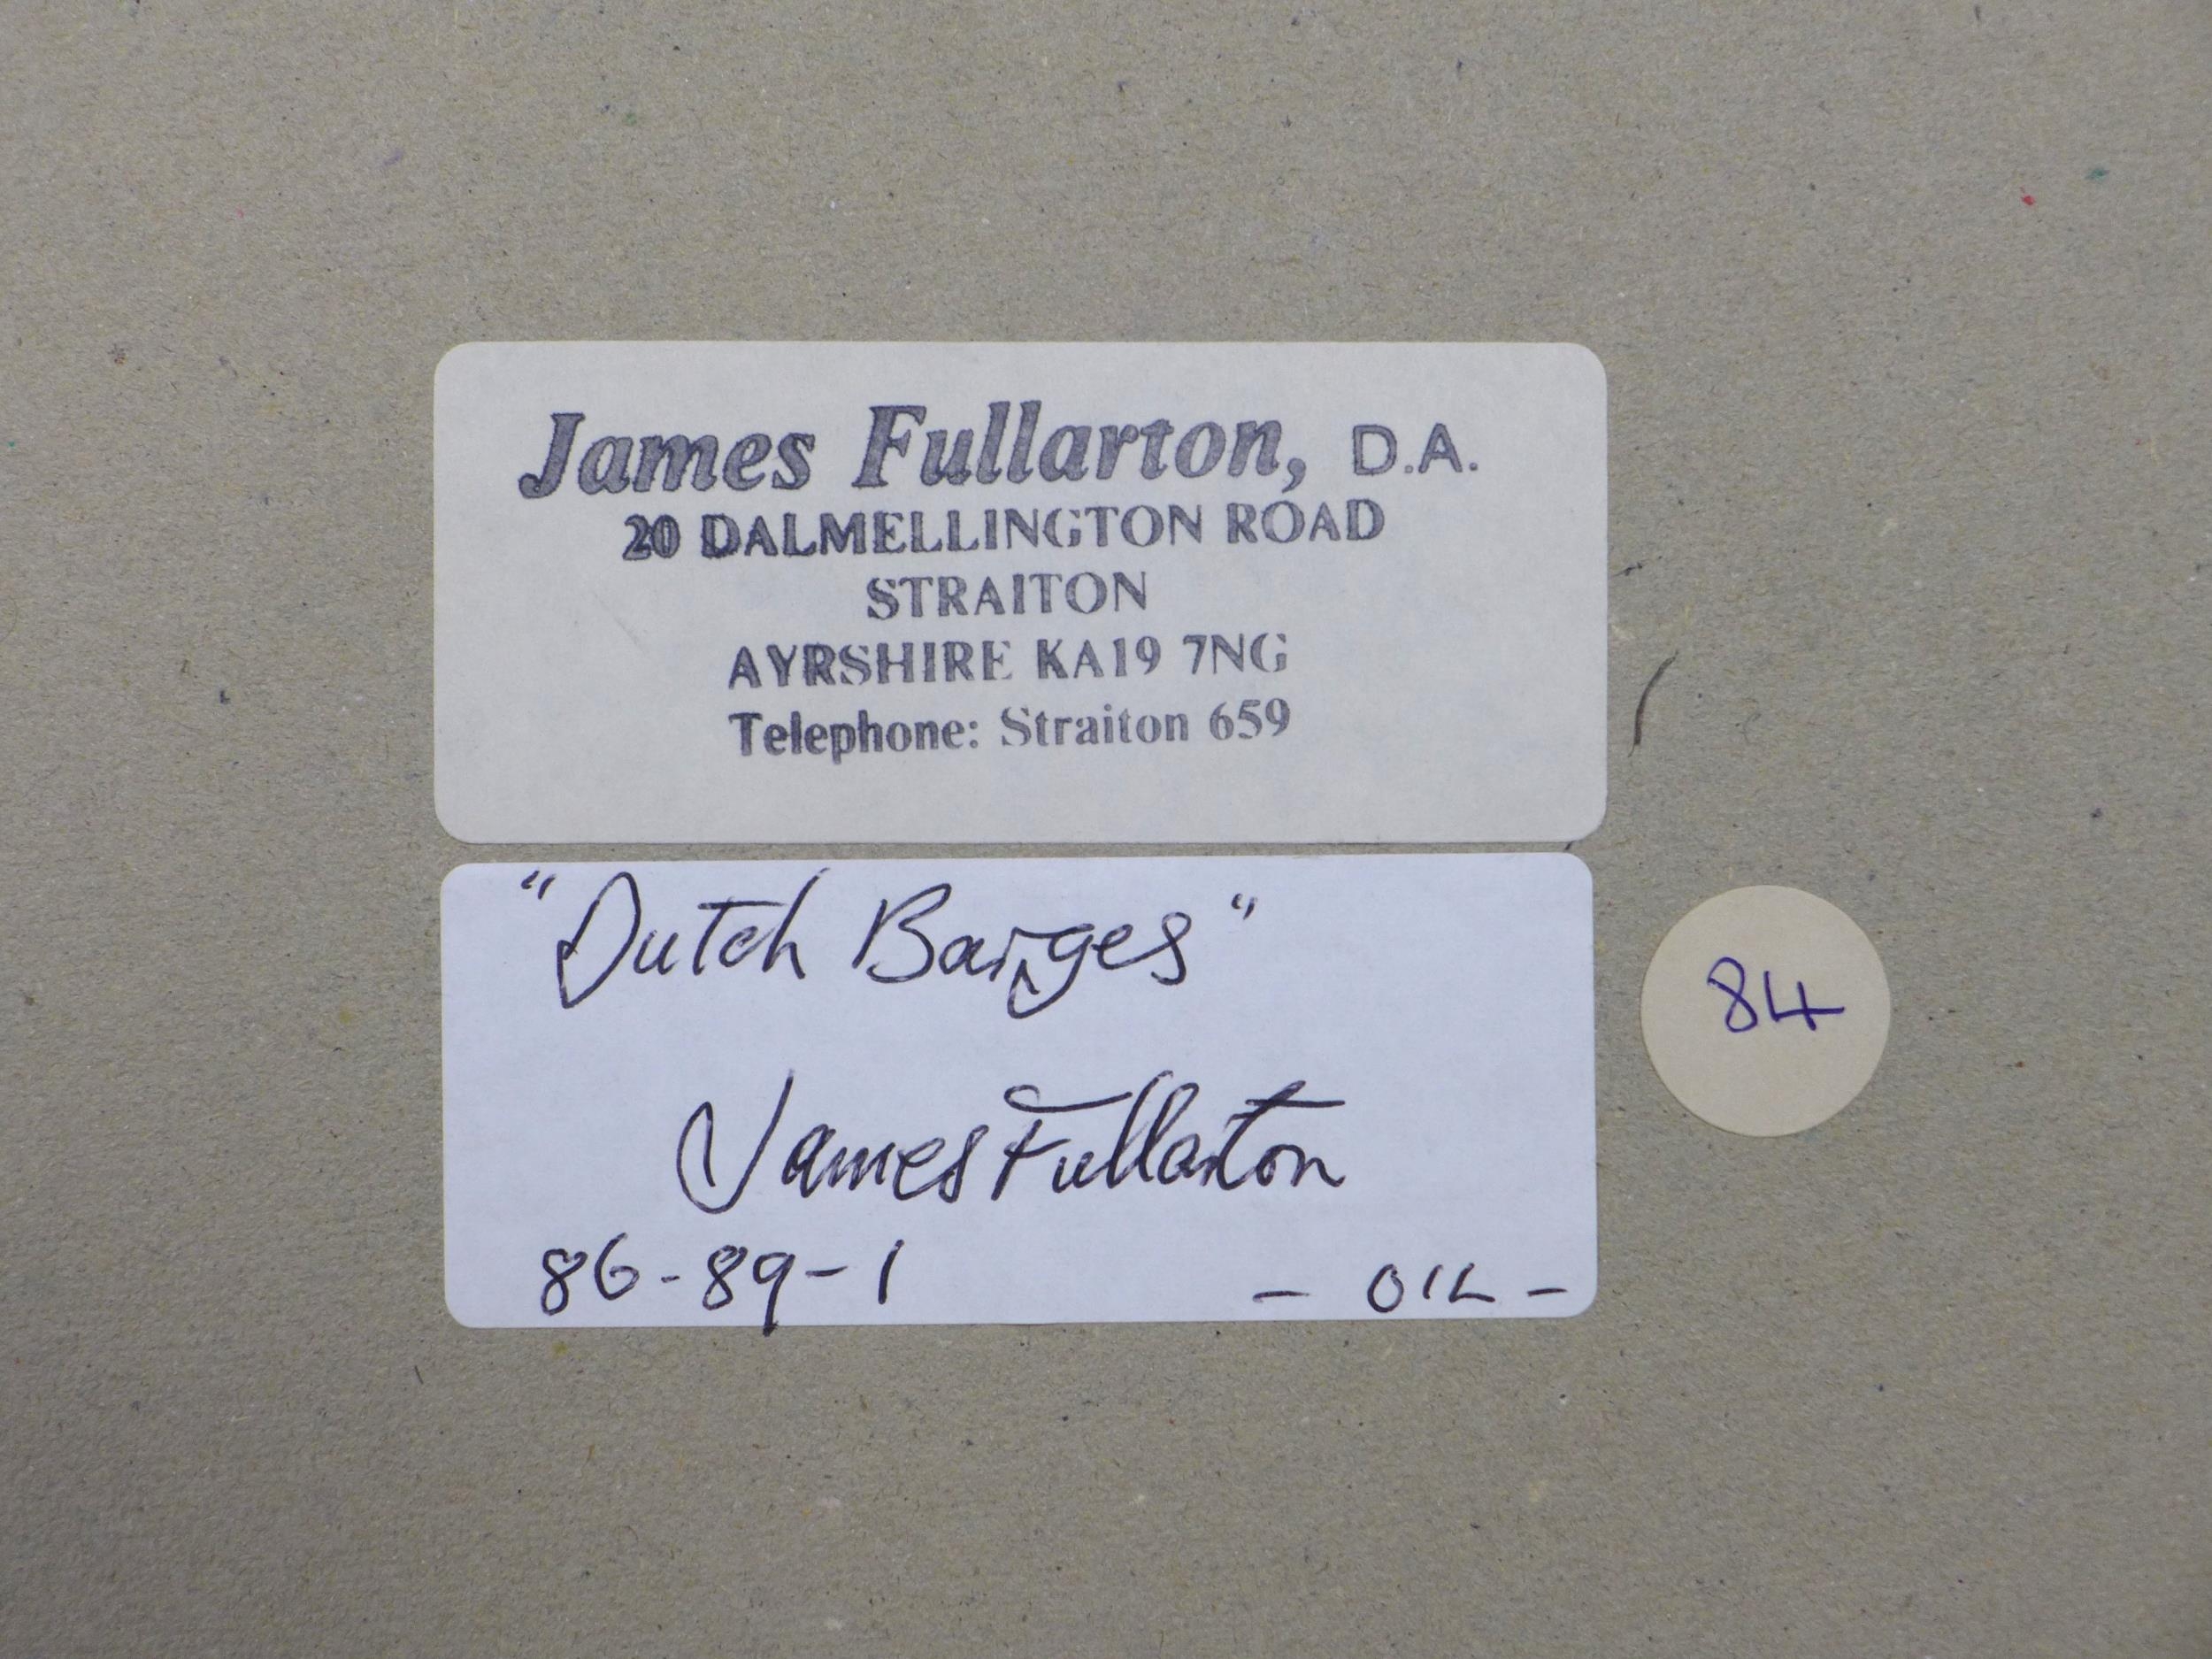 James Fullarton, D.A.
20 DALMELLINGTON ROAD
STRAITON
AYRSHIRE KA19 7NG
Telephone: Straiton 659
"Dutch Barges"
James Fullarton
86-89-1 - OIL -
84